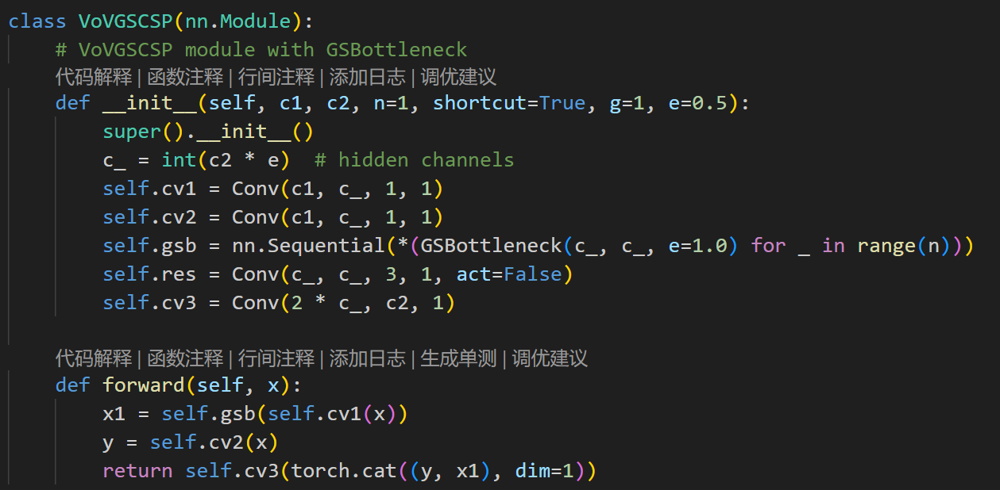 class VoVGSCSP(nn.Module):
    # VoVGSCSP module with GSBottleneck
    代码解释 | 函数注释 | 行间注释 | 添加日志 | 调优建议
    def __init__(self, c1, c2, n=1, shortcut=True, g=1, e=0.5):
        super().__init__()
        c_ = int(c2 * e)  # hidden channels
        self.cv1 = Conv(c1, c_, 1, 1)
        self.cv2 = Conv(c1, c_, 1, 1)
        self.gsb = nn.Sequential(*(GSBottleneck(c_, c_, e=1.0) for _ in range(n)))
        self.res = Conv(c_, c_, 3, 1, act=False)
        self.cv3 = Conv(2 * c_, c2, 1)
    代码解释 | 函数注释 | 行间注释 | 添加日志 | 生成单测 | 调优建议
    def forward(self, x):
        x1 = self.gsb(self.cv1(x))
        y = self.cv2(x)
        return self.cv3(torch.cat((y, x1), dim=1))